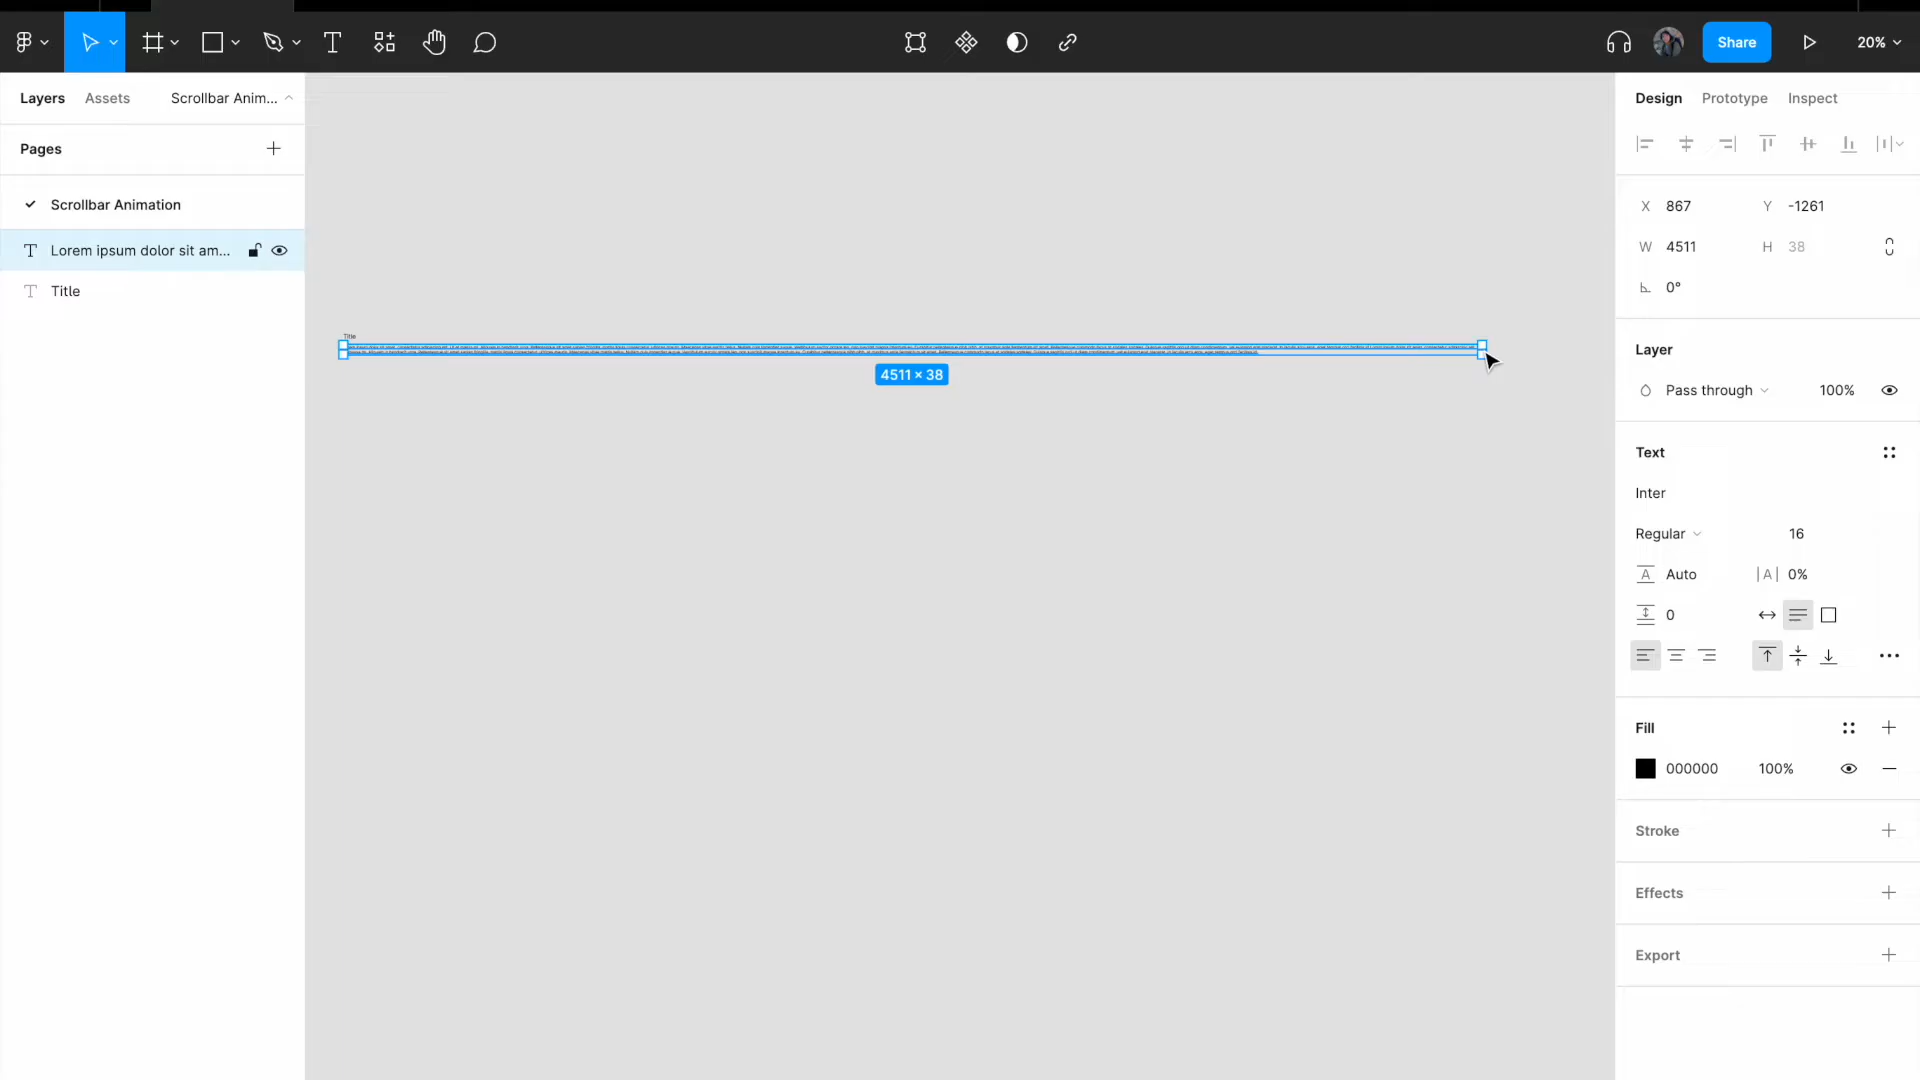 Share
20%
Layers
Assets
Scrollbar Anim...
Pages
Scrollbar Animation
Lorem ipsum dolor sit am...
Title
Title
4511 × 38
Design
Prototype
Inspect
X 867
Y -1261
W 4511
H 38
0°
Layer
Pass through
100%
Text
Inter
Regular
16
Auto
|A| 0%
0
Fill
000000
100%
Stroke
Effects
Export